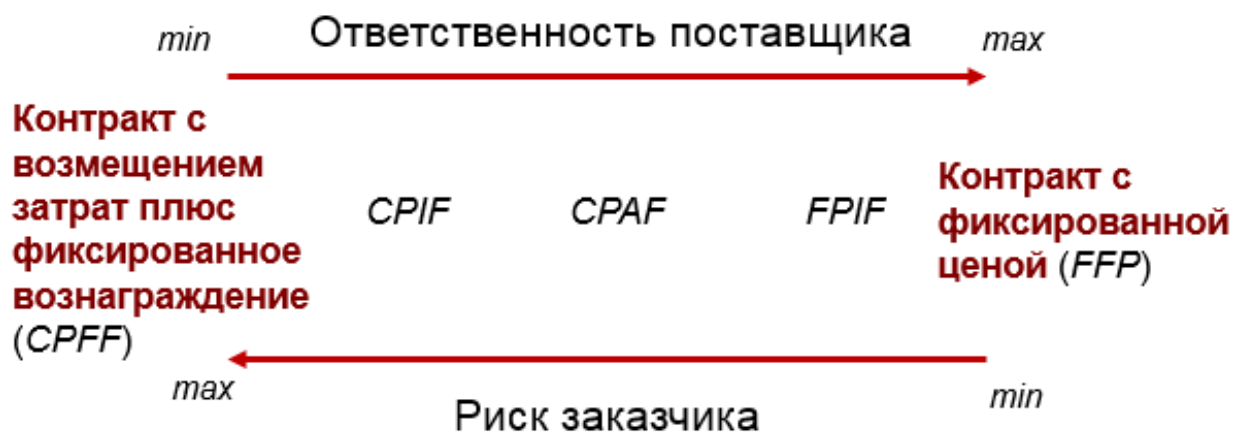 min Ответственность поставщика max
Контракт с
возмещением
затрат плюс
фиксированное
вознаграждение
(CPFF)
CPIF CPAF FPIF
Контракт с
фиксированной
ценой (FFP)
max Риск заказчика min